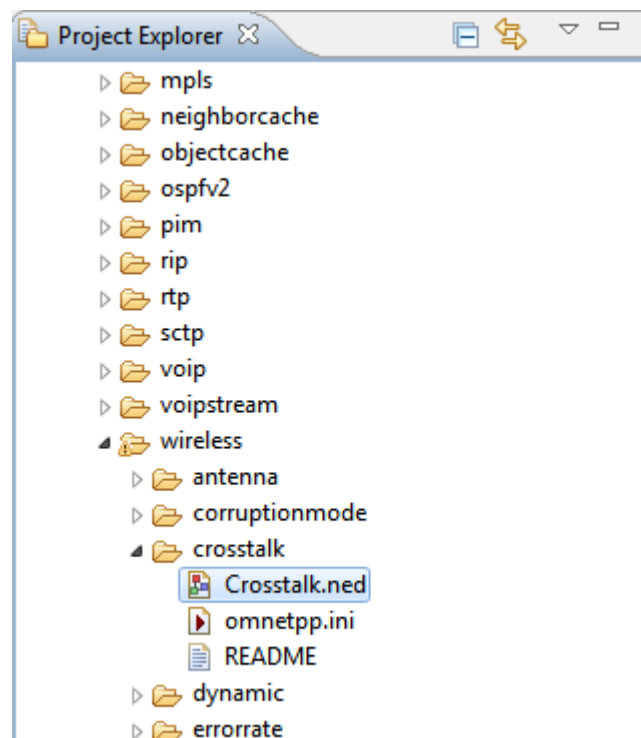 Project Explorer
mpls
neighborcache
objectcache
ospfv2
pim
rip
rtp
sctp
voip
voipstream
wireless
antenna
corruptionmode
crosstalk
Crosstalk.ned
omnetpp.ini
README
dynamic
errorrate